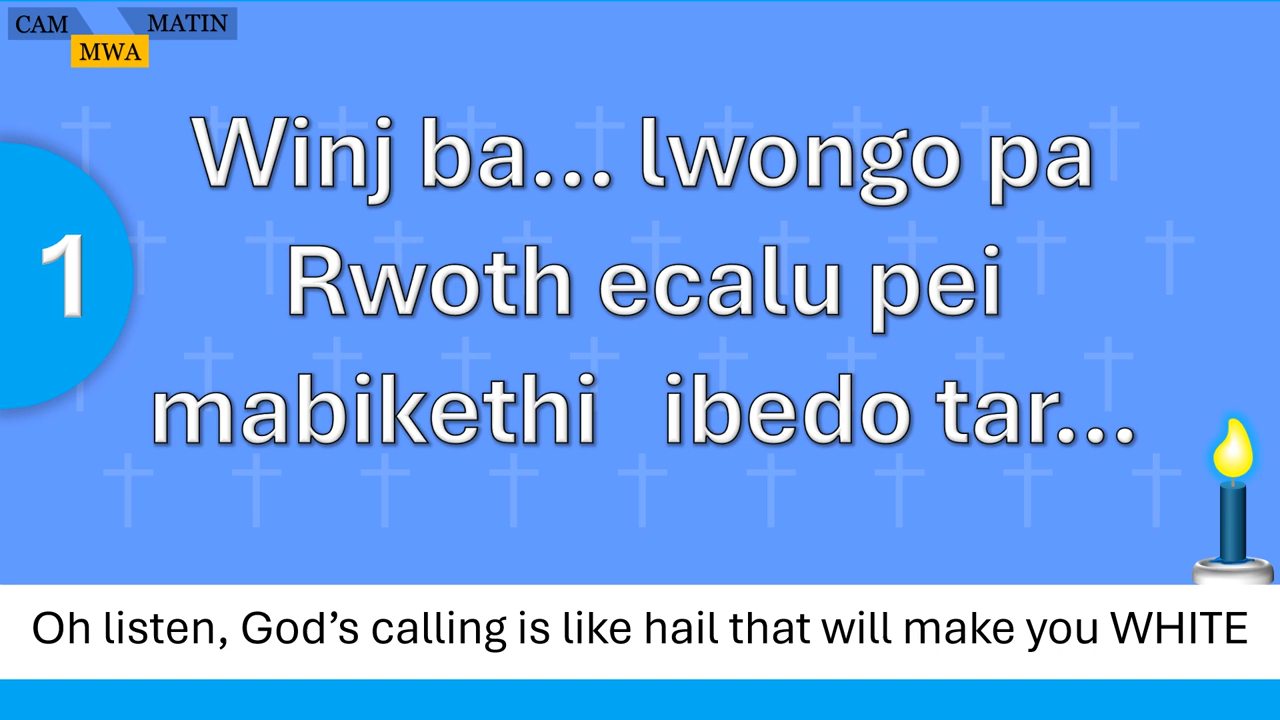 CAM MATIN
MWA
1
Winj ba... lwongo pa
Rwoth ecalu pei
mabikethi ibedo tar...
Oh listen, God’s calling is like hail that will make you WHITE